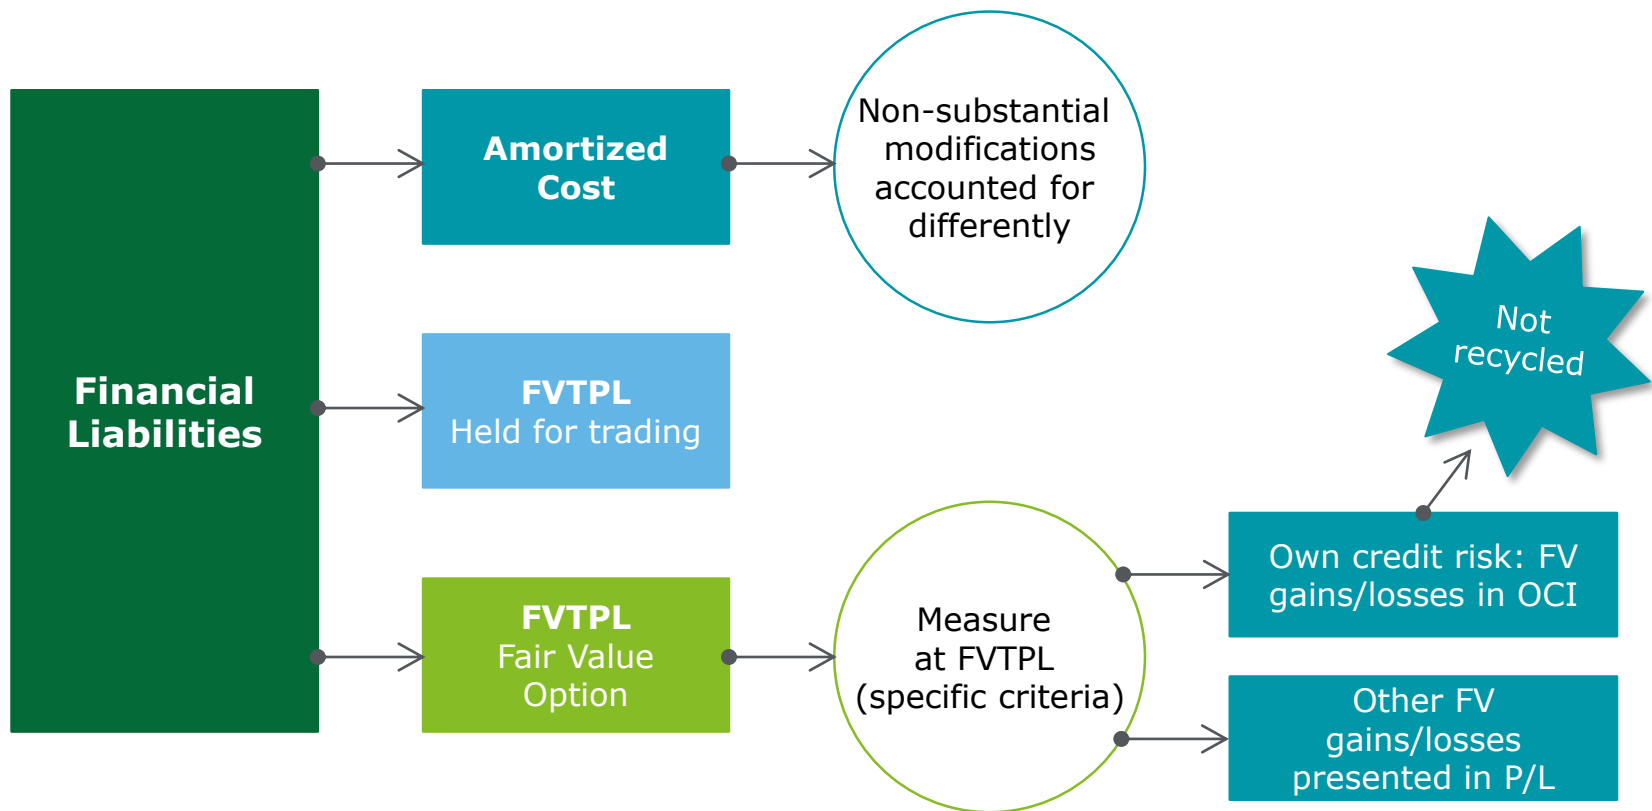 Financial
Liabilities
Amortized
Cost
Non-substantial
modifications
accounted for
differently
FVTPL
Held for trading
FVTPL
Fair Value
Option
Measure
at FVTPL
(specific criteria)
Own credit risk: FV
gains/losses in OCI
Not
recycled
Other FV
gains/losses
presented in P/L